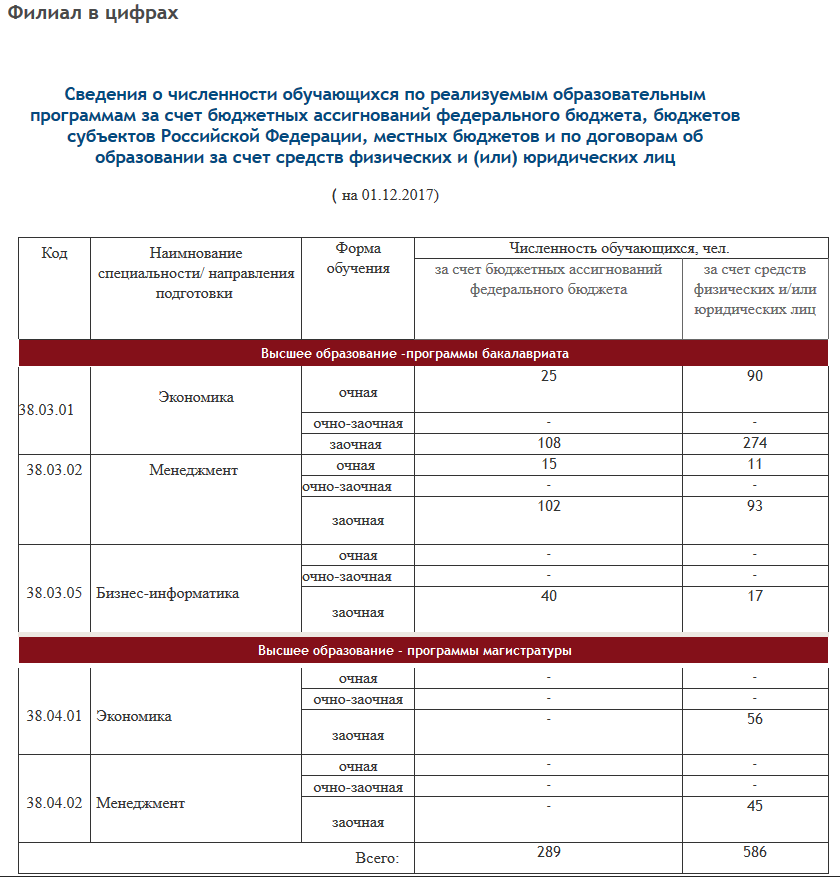 Филиал в цифрах
Сведения о численности обучающихся по реализуемым образовательным
программам за счет бюджетных ассигнований федерального бюджета, бюджетов
субъектов Российской Федерации, местных бюджетов и по договорам об
образовании за счет средств физических и (или) юридических лиц
( на 01.12.2017)
Код
Наимнование
специальности/ направления
подготовки
Форма
обучения
Численность обучающихся, чел.
за счет бюджетных ассигнований
федерального бюджета
за счет средств
физических и/или
юридических лиц
Высшее образование -программы бакалавриата
38.03.01 Экономика очная 25 90
очно-заочная - -
заочная 108 274
38.03.02 Менеджмент очная 15 11
очно-заочная - -
заочная 102 93
38.03.05 Бизнес-информатика очная - -
очно-заочная - -
заочная 40 17
Высшее образование - программы магистратуры
38.04.01 Экономика очная - -
очно-заочная - -
заочная - 56
38.04.02 Менеджмент очная - -
очно-заочная - -
заочная - 45
Всего: 289 586